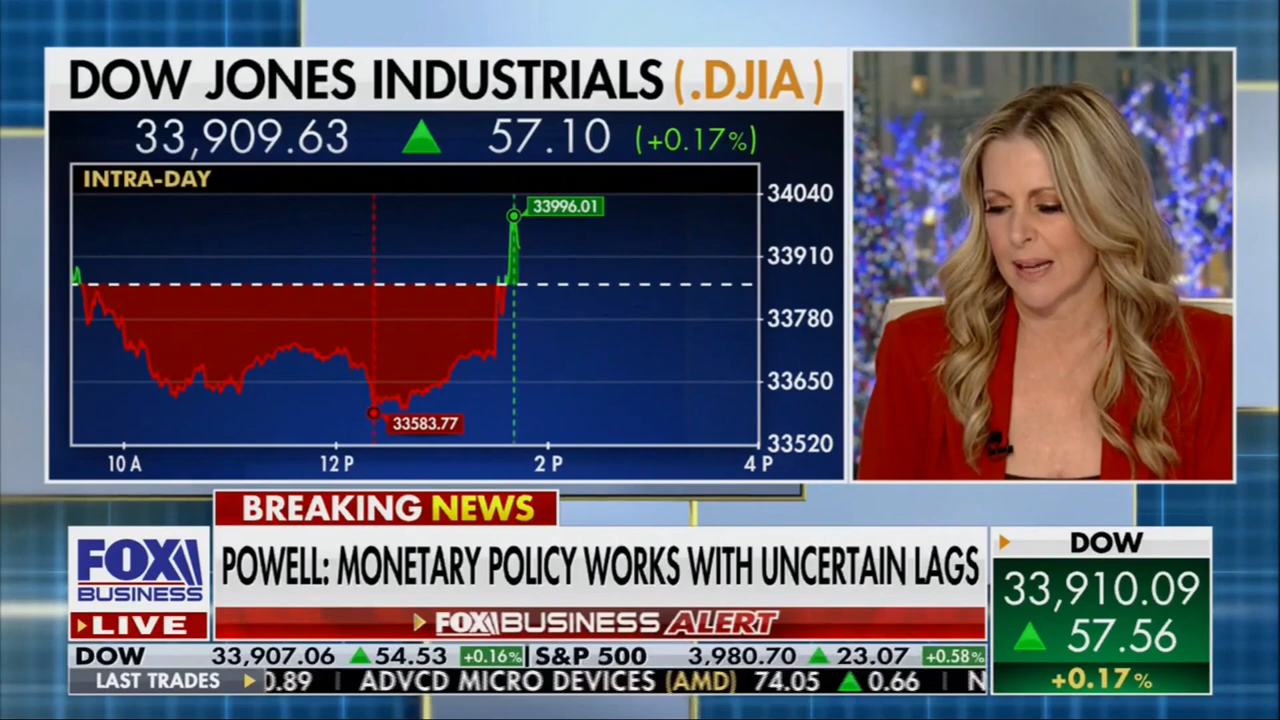 DOW JONES INDUSTRIALS (.DJIA)
33,909.63 ▲ 57.10 (+0.17%)
INTRA-DAY
34040
33996.01
33910
33780
33650
33583.77
33520
10 A 12 P 2 P 4 P
BREAKING NEWS
FOX BUSINESS
LIVE
POWELL: MONETARY POLICY WORKS WITH UNCERTAIN LAGS
FOX BUSINESS ALERT
DOW
33,910.09
▲ 57.56
+0.17%
DOW 33,907.06 ▲ 54.53 +0.16% S&P 500 3,980.70 ▲ 23.07 +0.58%
LAST TRADES 0.89 | ADVCD MICRO DEVICES (AMD) 74.05 ▲ 0.66 | N